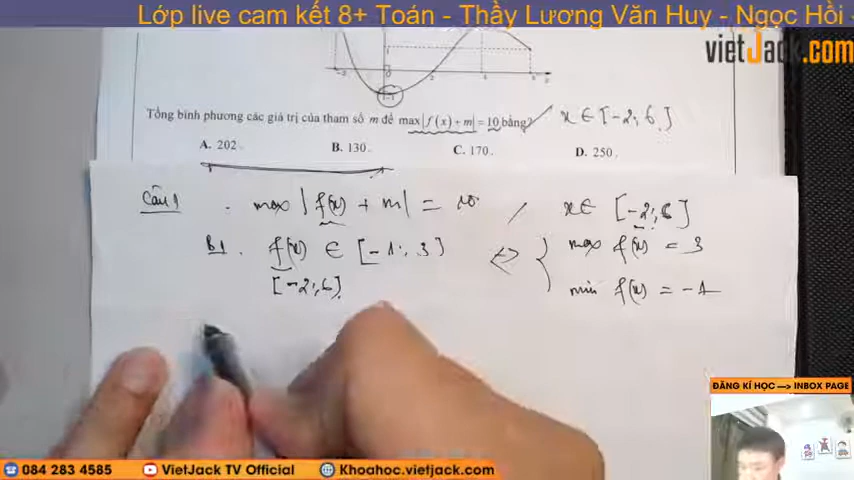 Lớp live cam kết 8+ Toán - Thầy Lương Văn Huy - Ngọc Hồi -
vietJack.com
Tổng bình phương các giá trị của tham số m để max|f(x)+m|=10 bằng? / x ∈ [-2; 6]
A. 202. B. 130. C. 170. D. 250.
Câu 1 . max |f(x) + m| = 10 / x ∈ [-2; 6]
B1. f(x) ∈ [-1; 3] <=> { max f(x) = 3
[-2; 6] min f(x) = -1
ĐĂNG KÍ HỌC --> INBOX PAGE
084 283 4585 VietJack TV Official Khoahoc.vietjack.com